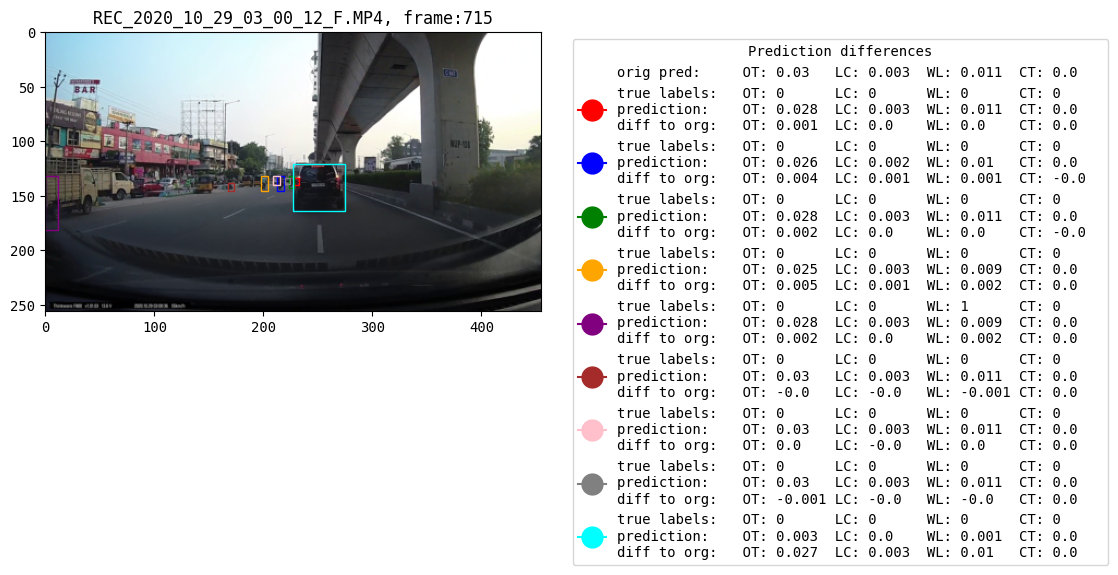 REC_2020_10_29_03_00_12_F.MP4, frame:715
0
50
100
150
200
250
0 100 200 300 400
BAR
Prediction differences
orig pred: OT: 0.03 LC: 0.003 WL: 0.011 CT: 0.0
true labels: OT: 0 LC: 0 WL: 0 CT: 0
prediction: OT: 0.028 LC: 0.003 WL: 0.011 CT: 0.0
diff to org: OT: 0.001 LC: 0.0 WL: 0.0 CT: 0.0
true labels: OT: 0 LC: 0 WL: 0 CT: 0
prediction: OT: 0.026 LC: 0.002 WL: 0.01 CT: 0.0
diff to org: OT: 0.004 LC: 0.001 WL: 0.001 CT: -0.0
true labels: OT: 0 LC: 0 WL: 0 CT: 0
prediction: OT: 0.028 LC: 0.003 WL: 0.011 CT: 0.0
diff to org: OT: 0.002 LC: 0.0 WL: 0.0 CT: -0.0
true labels: OT: 0 LC: 0 WL: 0 CT: 0
prediction: OT: 0.025 LC: 0.003 WL: 0.009 CT: 0.0
diff to org: OT: 0.005 LC: 0.001 WL: 0.002 CT: 0.0
true labels: OT: 0 LC: 0 WL: 1 CT: 0
prediction: OT: 0.028 LC: 0.003 WL: 0.009 CT: 0.0
diff to org: OT: 0.002 LC: 0.0 WL: 0.002 CT: 0.0
true labels: OT: 0 LC: 0 WL: 0 CT: 0
prediction: OT: 0.03 LC: 0.003 WL: 0.011 CT: 0.0
diff to org: OT: -0.0 LC: -0.0 WL: -0.001 CT: 0.0
true labels: OT: 0 LC: 0 WL: 0 CT: 0
prediction: OT: 0.03 LC: 0.003 WL: 0.011 CT: 0.0
diff to org: OT: 0.0 LC: -0.0 WL: 0.0 CT: 0.0
true labels: OT: 0 LC: 0 WL: 0 CT: 0
prediction: OT: 0.03 LC: 0.003 WL: 0.011 CT: 0.0
diff to org: OT: -0.001 LC: -0.0 WL: -0.0 CT: 0.0
true labels: OT: 0 LC: 0 WL: 0 CT: 0
prediction: OT: 0.003 LC: 0.0 WL: 0.001 CT: 0.0
diff to org: OT: 0.027 LC: 0.003 WL: 0.01 CT: 0.0